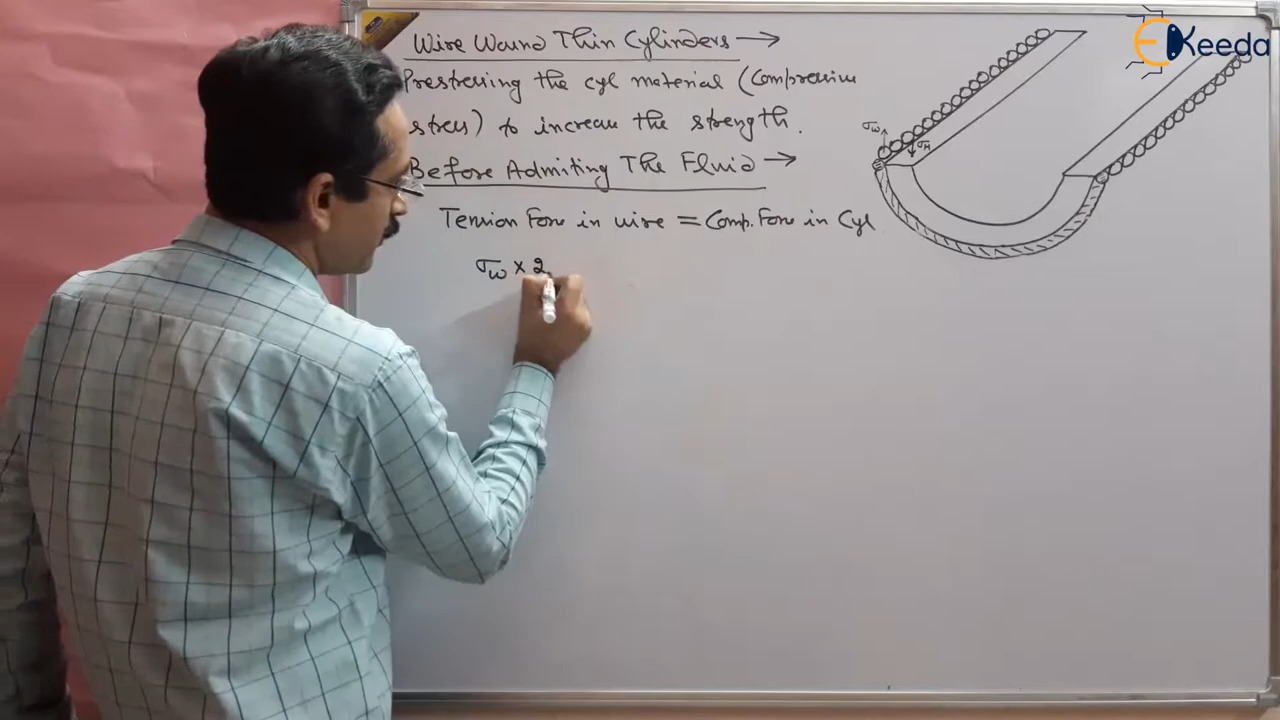 Wire Wound Thin Cylinders →
Prestressing the cyl material (Compressive
stress) to increase the strength.
Before Admiting The Fluid →
Tension Force in wire = Comp. Force in Cyl
σw × 2
σw
σH
EKeeda